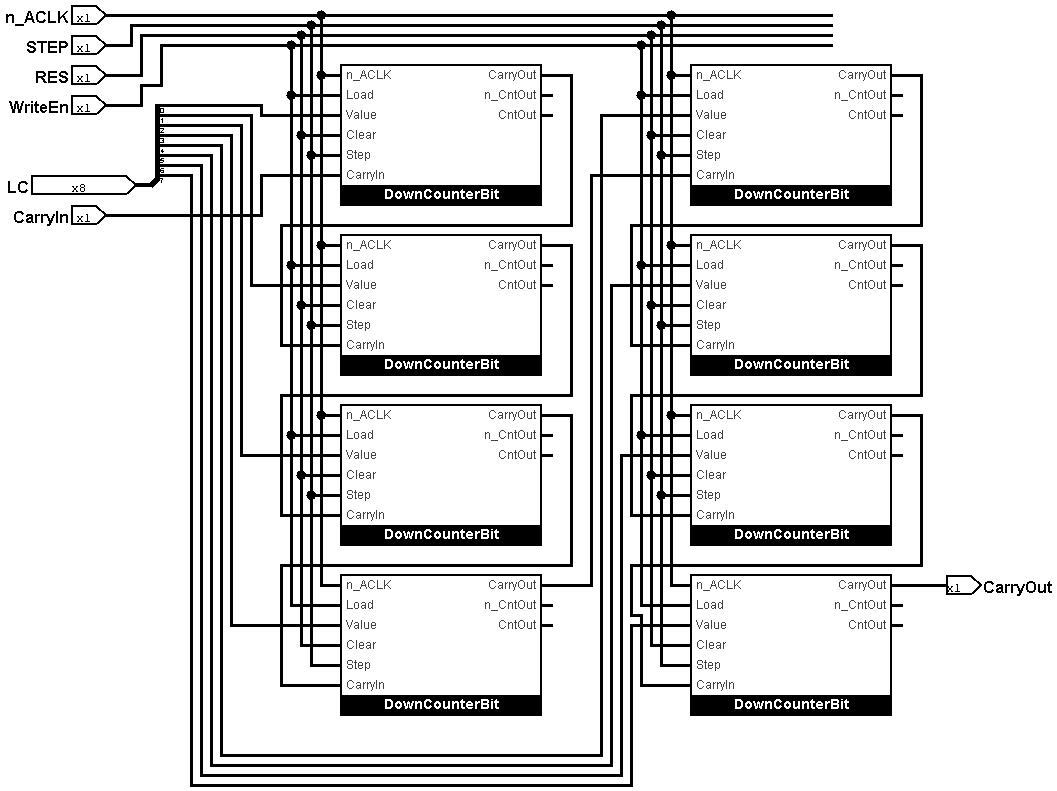 n_ACLK x1
STEP x1
RES x1
WriteEn x1
LC x8
CarryIn x1
0
1
2
3
4
5
6
7
n_ACLK CarryOut
Load n_CntOut
Value CntOut
Clear
Step
CarryIn
DownCounterBit
n_ACLK CarryOut
Load n_CntOut
Value CntOut
Clear
Step
CarryIn
DownCounterBit
n_ACLK CarryOut
Load n_CntOut
Value CntOut
Clear
Step
CarryIn
DownCounterBit
n_ACLK CarryOut
Load n_CntOut
Value CntOut
Clear
Step
CarryIn
DownCounterBit
n_ACLK CarryOut
Load n_CntOut
Value CntOut
Clear
Step
CarryIn
DownCounterBit
n_ACLK CarryOut
Load n_CntOut
Value CntOut
Clear
Step
CarryIn
DownCounterBit
n_ACLK CarryOut
Load n_CntOut
Value CntOut
Clear
Step
CarryIn
DownCounterBit
n_ACLK CarryOut
Load n_CntOut
Value CntOut
Clear
Step
CarryIn
DownCounterBit
x1 CarryOut